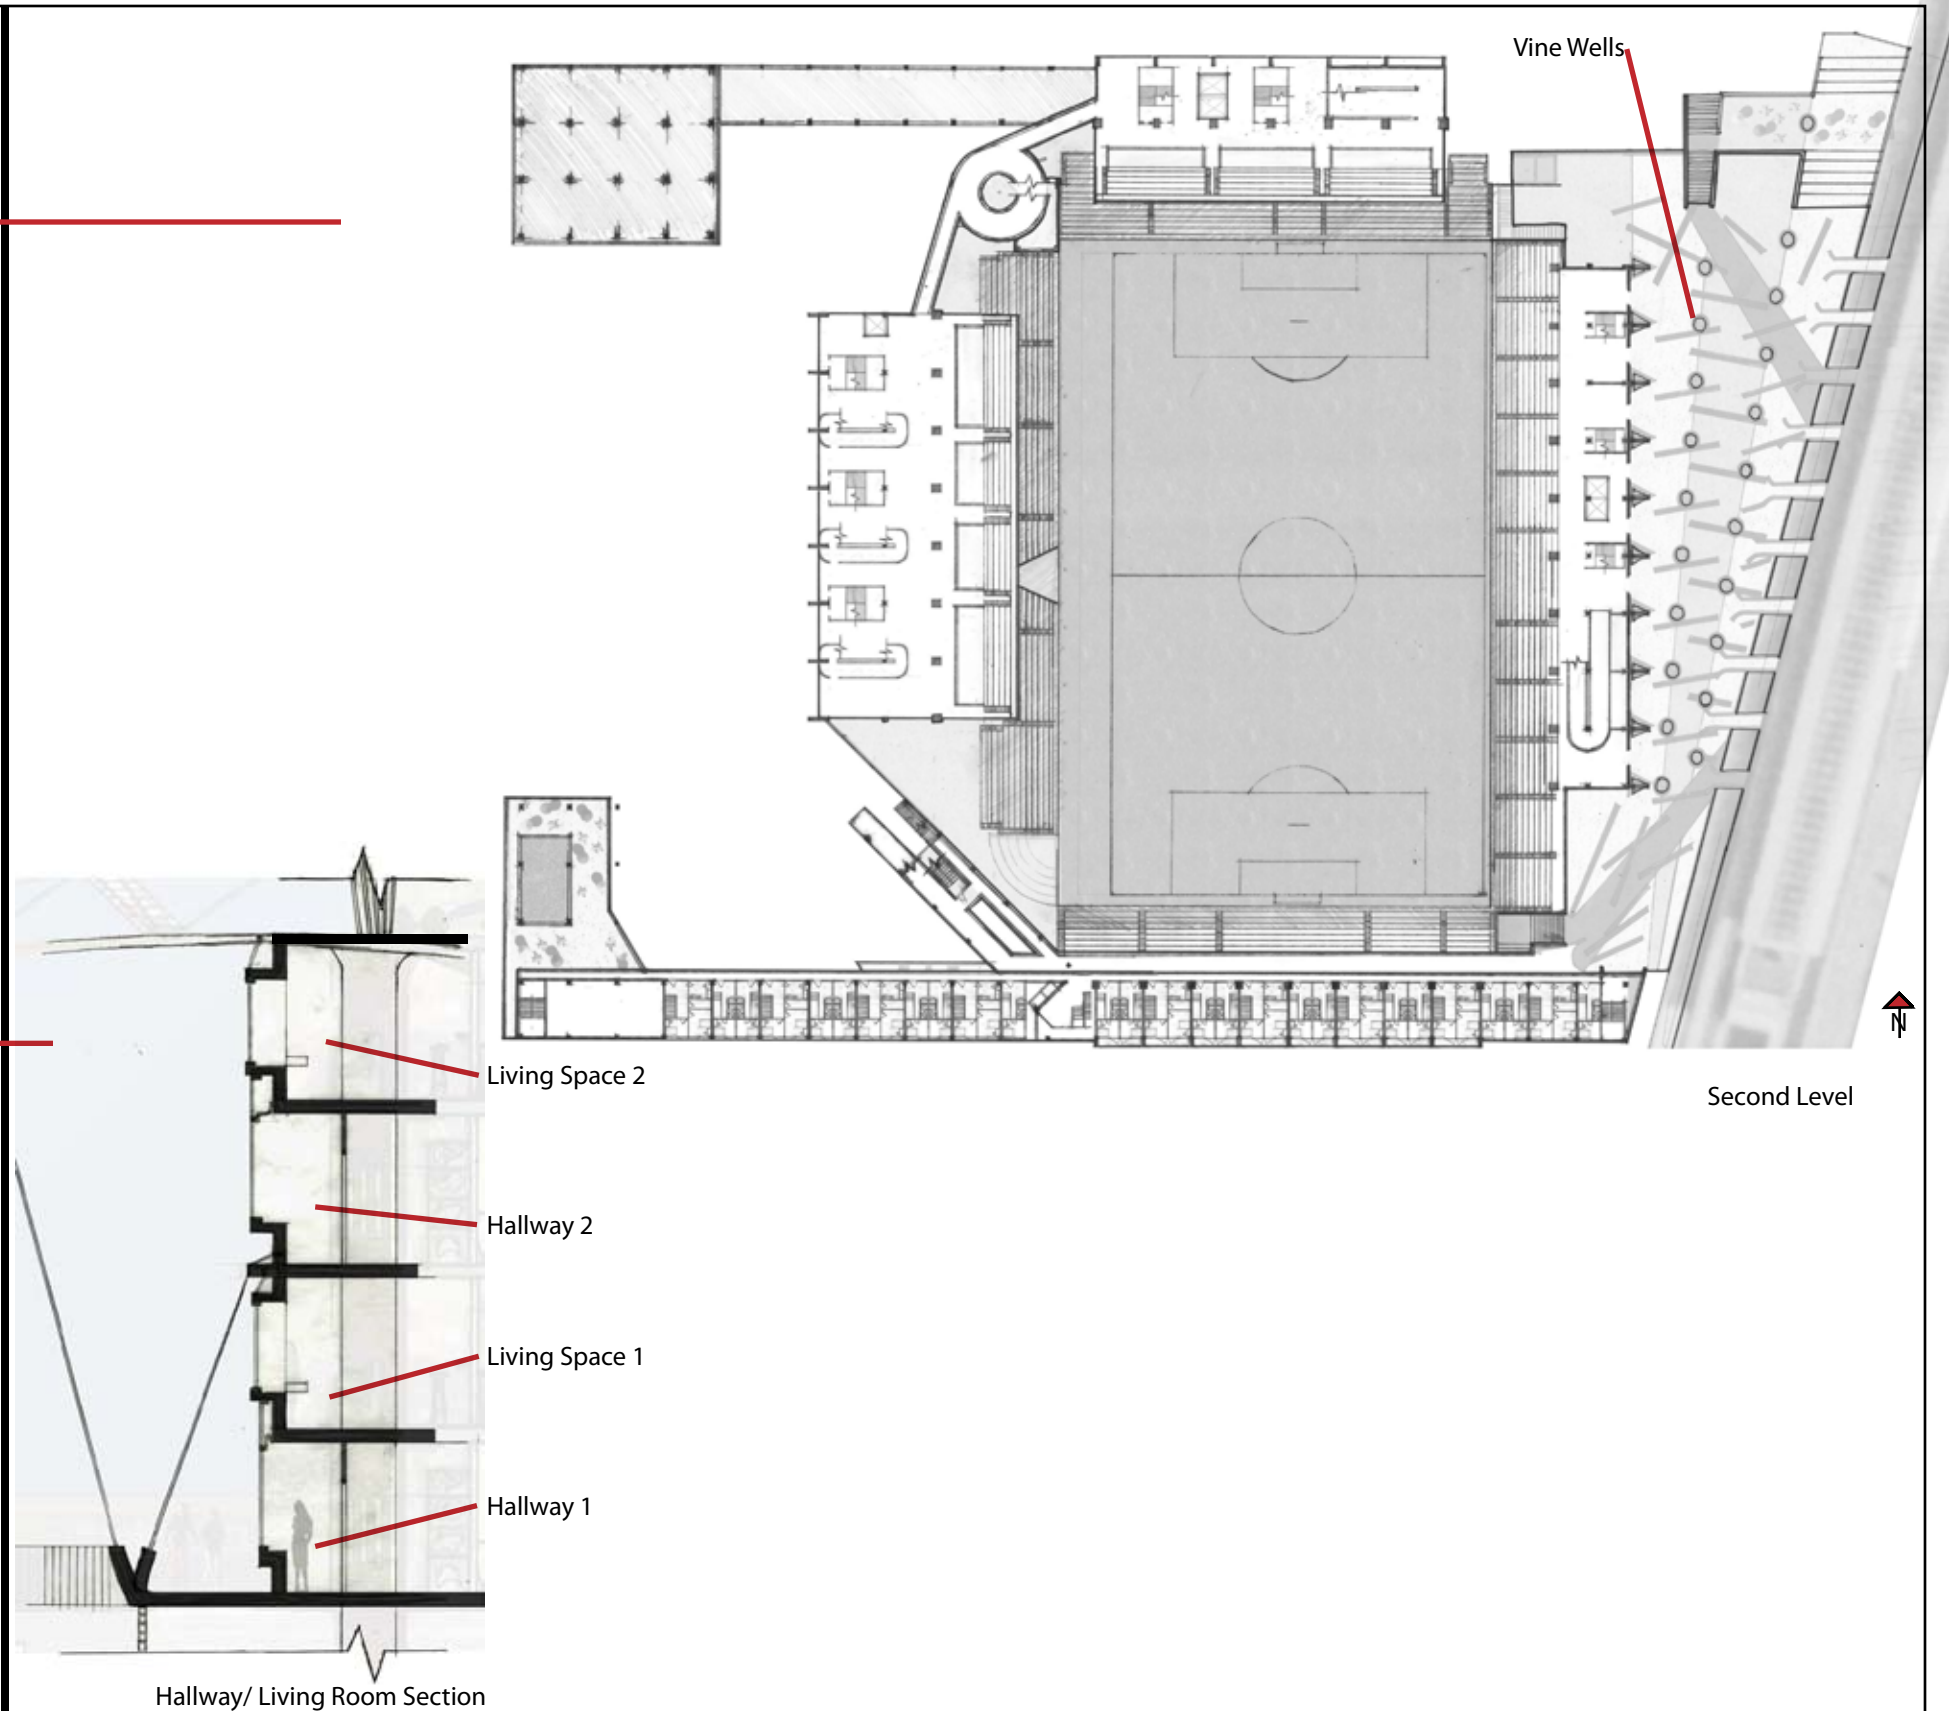 Vine Wells
N
Second Level
Living Space 2
Hallway 2
Living Space 1
Hallway 1
Hallway/ Living Room Section